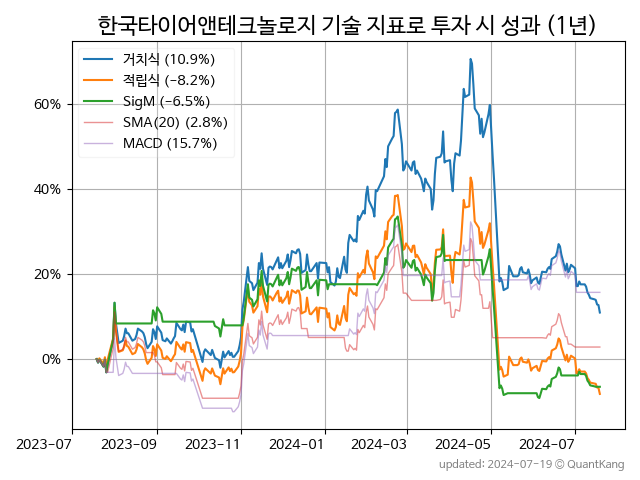 한국타이어앤테크놀로지 기술 지표로 투자 시 성과 (1년)
거치식 (10.9%)
적립식 (-8.2%)
SigM (-6.5%)
SMA(20) (2.8%)
MACD (15.7%)
60%
40%
20%
0%
2023-07 2023-09 2023-11 2024-01 2024-03 2024-05 2024-07
updated: 2024-07-19 © QuantKang